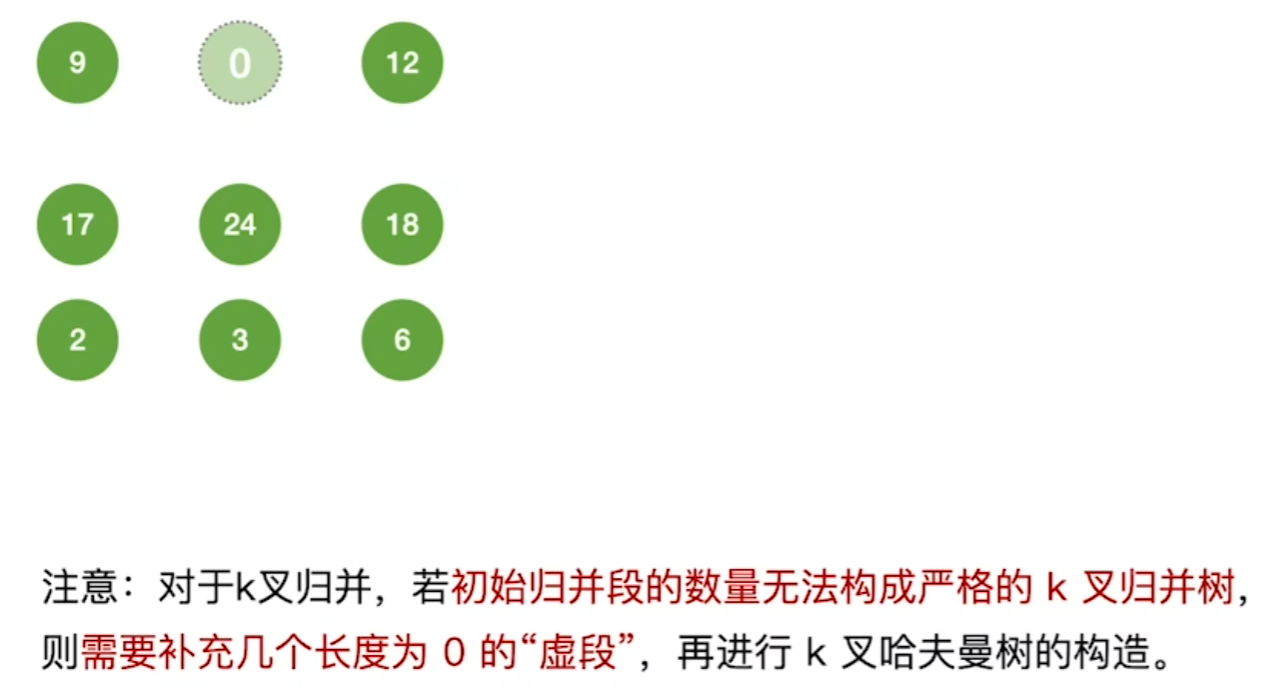 9 0 12
17 24 18
2 3 6
注意：对于k叉归并，若初始归并段的数量无法构成严格的 k 叉归并树，
则需要补充几个长度为 0 的“虚段”，再进行 k 叉哈夫曼树的构造。